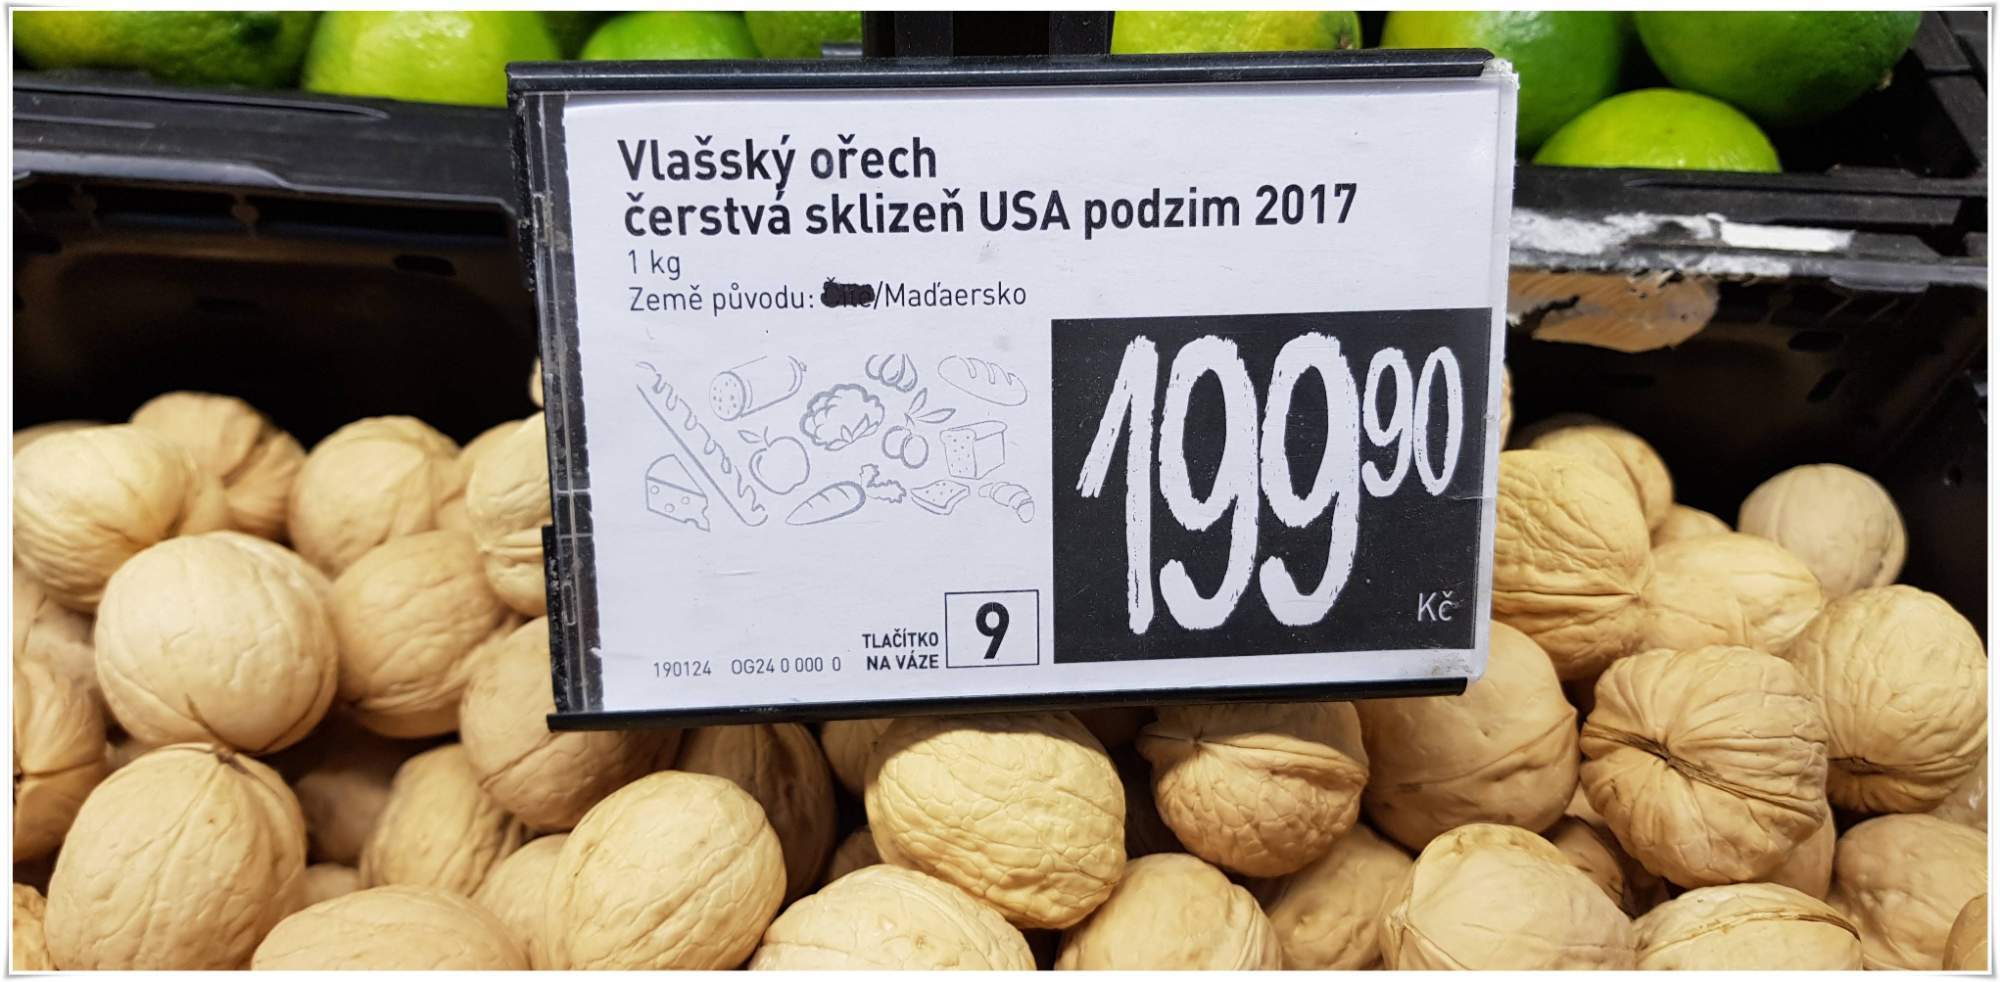 Vlašský ořech
čerstvá sklizeň USA podzim 2017
1 kg
Země původu: /Maďaersko
199 90
Kč
TLAČÍTKO
NA VÁZE
9
190124 OG24 0 000 0